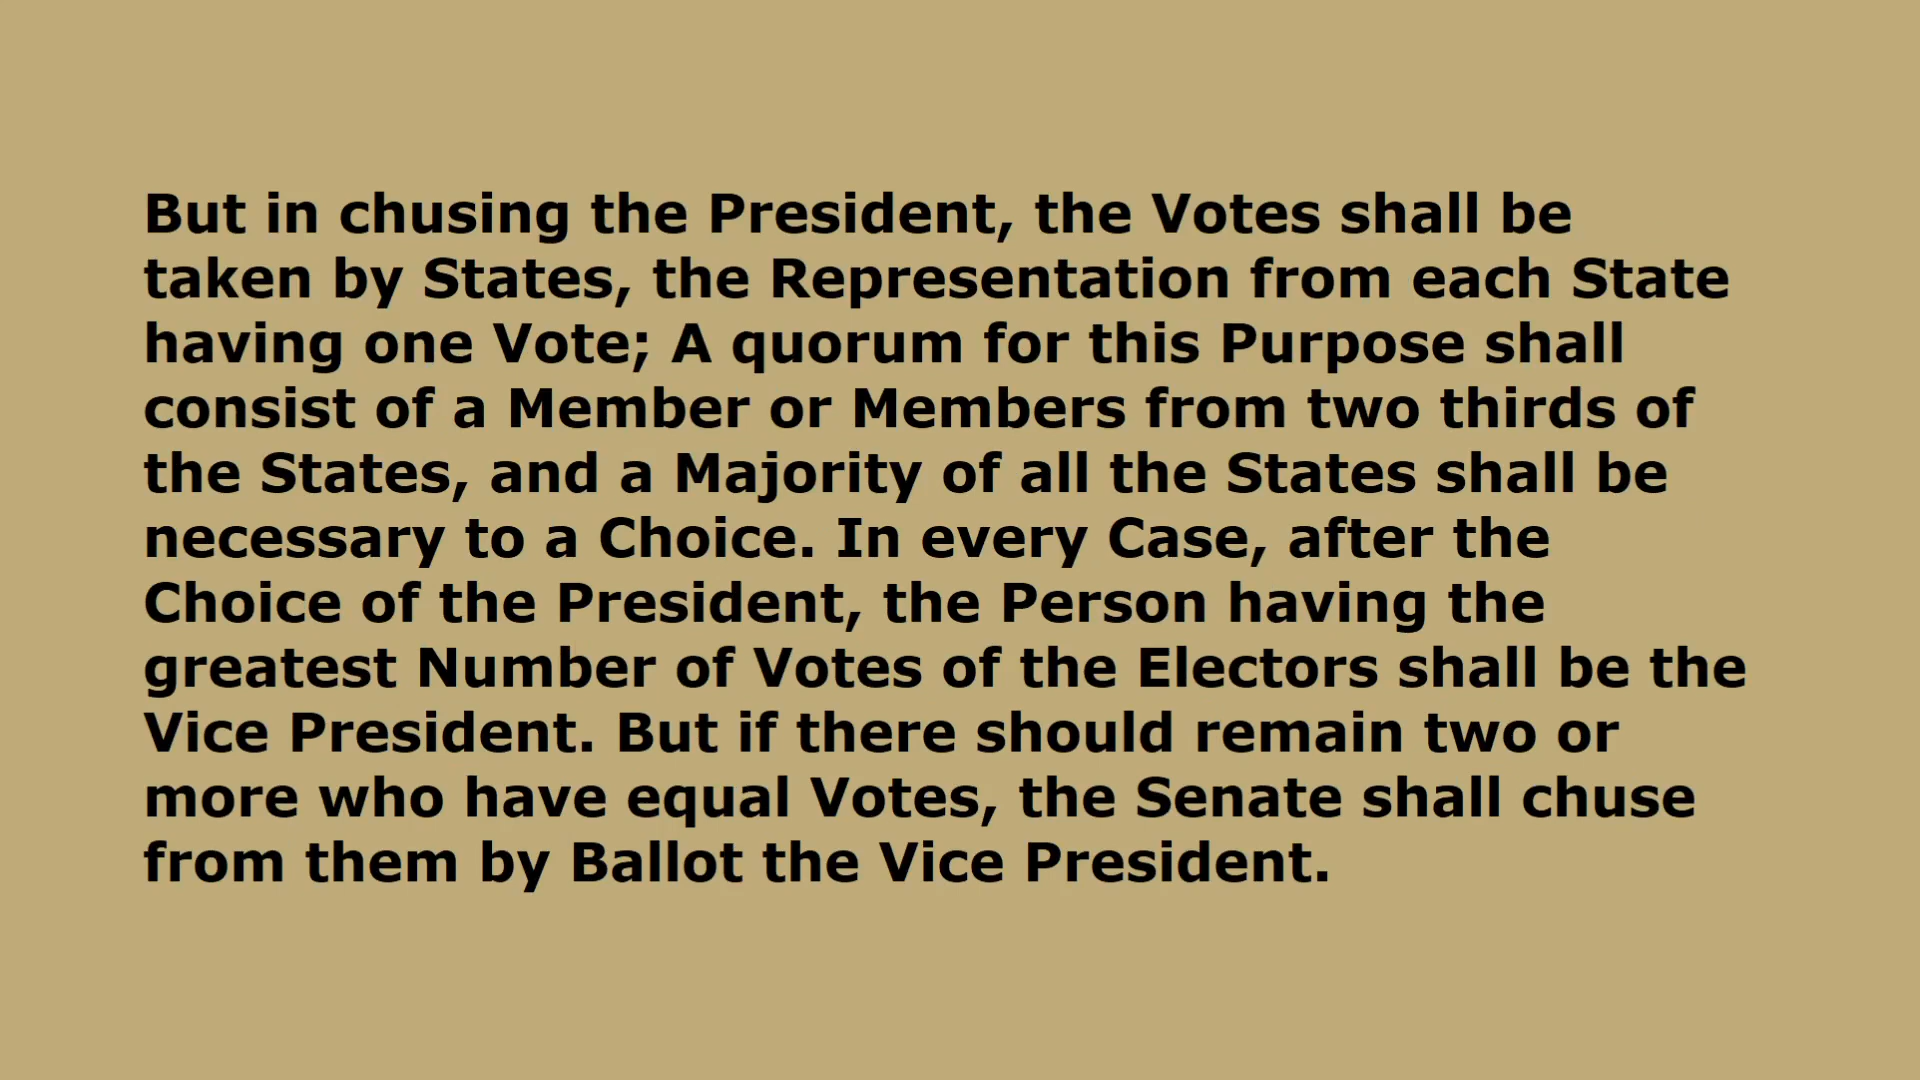 But in chusing the President, the Votes shall be
taken by States, the Representation from each State
having one Vote; A quorum for this Purpose shall
consist of a Member or Members from two thirds of
the States, and a Majority of all the States shall be
necessary to a Choice. In every Case, after the
Choice of the President, the Person having the
greatest Number of Votes of the Electors shall be the
Vice President. But if there should remain two or
more who have equal Votes, the Senate shall chuse
from them by Ballot the Vice President.